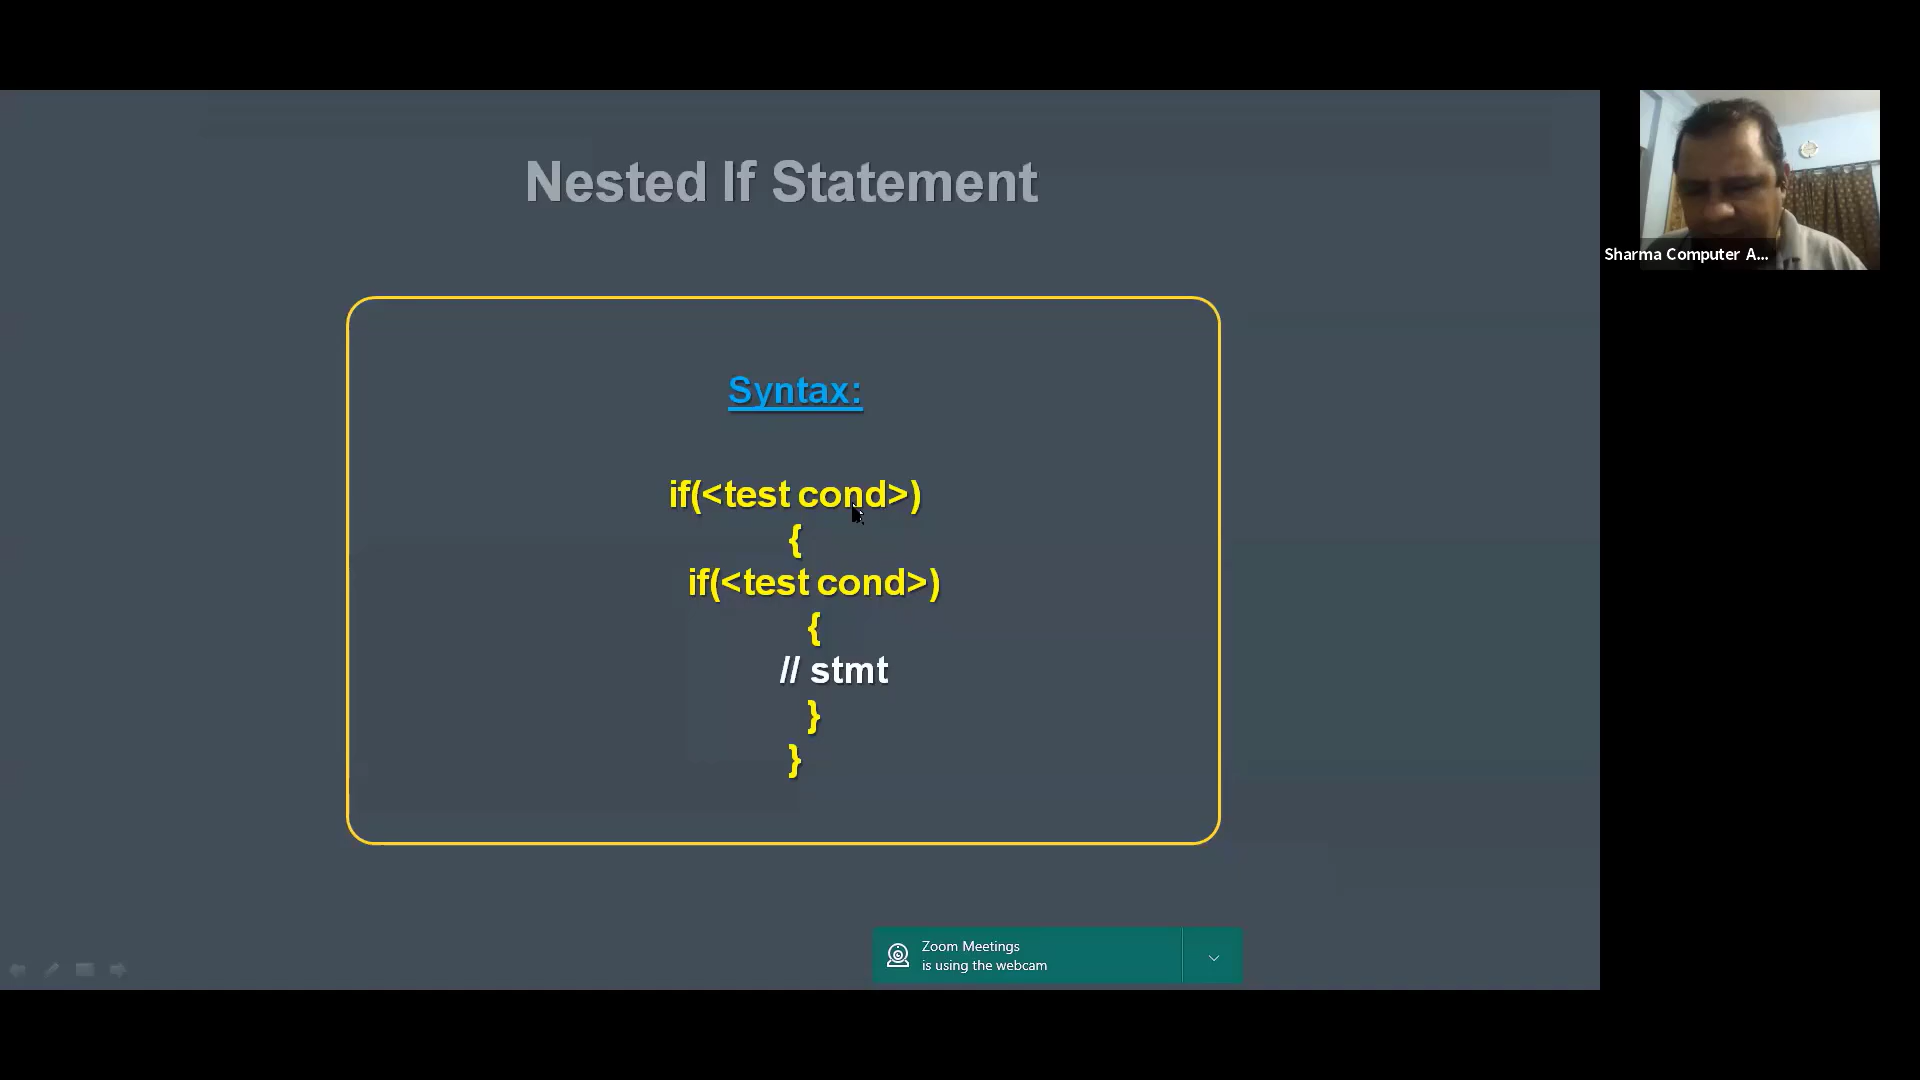 Nested If Statement
Sharma Computer A...
Syntax:
if(<test cond>)
{
if(<test cond>)
{
// stmt
}
}
Zoom Meetings
is using the webcam